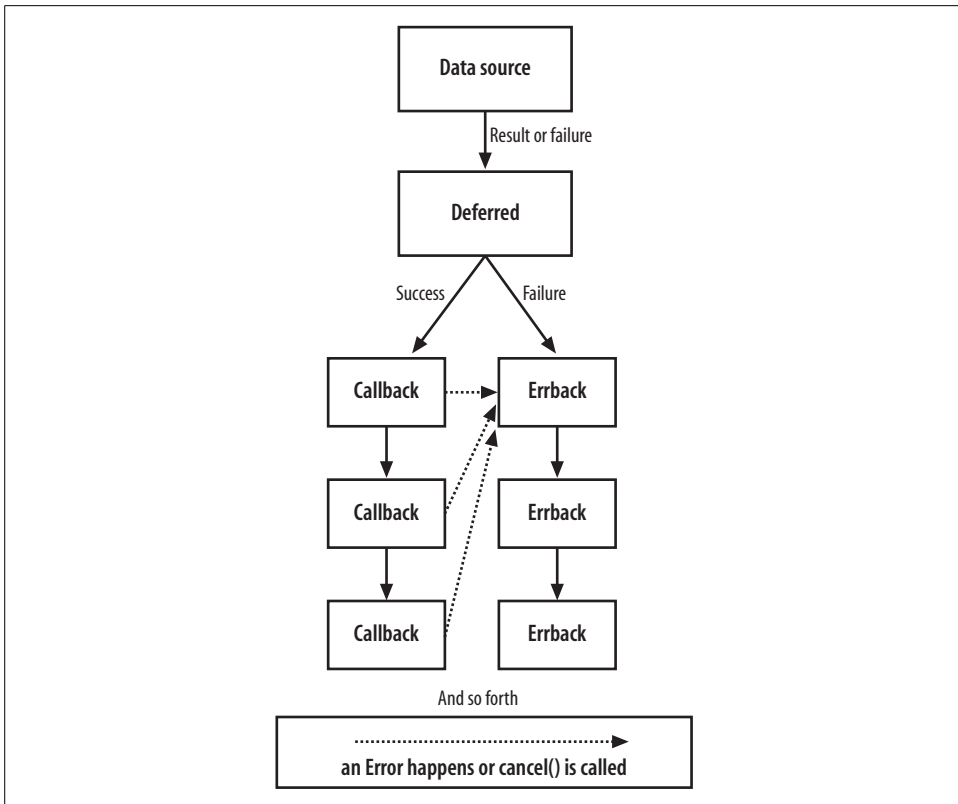 Data source
Result or failure
Deferred
Success
Failure
Callback
Errback
Callback
Errback
Callback
Errback
And so forth
an Error happens or cancel() is called